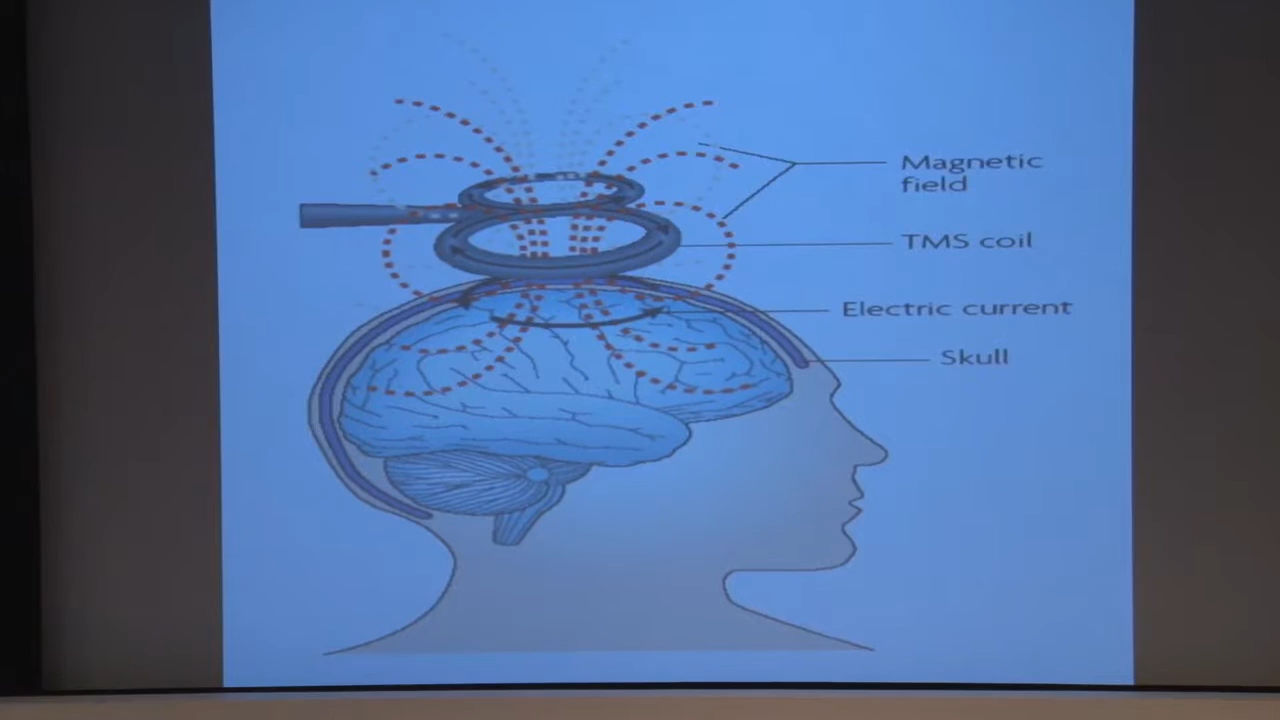 Magnetic
field
TMS coil
Electric current
Skull